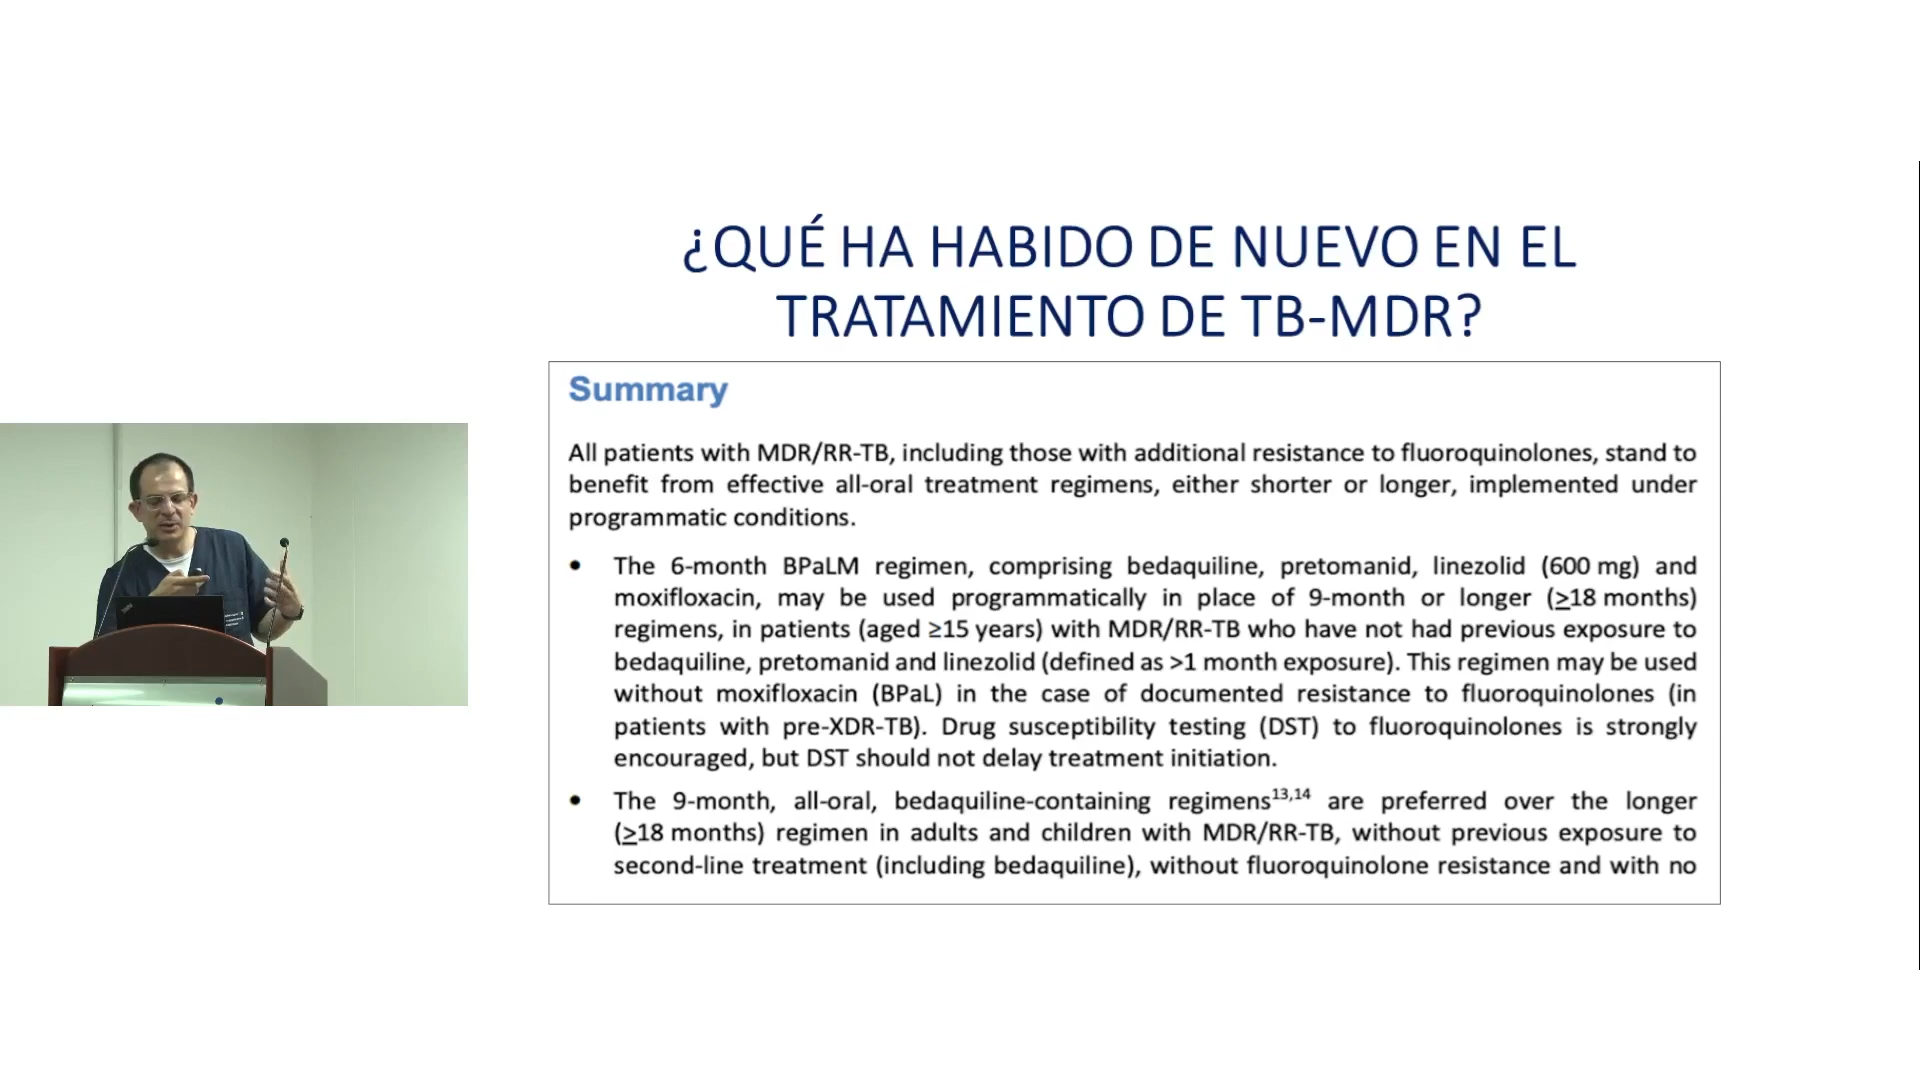 ¿QUÉ HA HABIDO DE NUEVO EN EL
TRATAMIENTO DE TB-MDR?
Summary
All patients with MDR/RR-TB, including those with additional resistance to fluoroquinolones, stand to
benefit from effective all-oral treatment regimens, either shorter or longer, implemented under
programmatic conditions.
• The 6-month BPaLM regimen, comprising bedaquiline, pretomanid, linezolid (600 mg) and
moxifloxacin, may be used programmatically in place of 9-month or longer (≥18 months)
regimens, in patients (aged ≥15 years) with MDR/RR-TB who have not had previous exposure to
bedaquiline, pretomanid and linezolid (defined as >1 month exposure). This regimen may be used
without moxifloxacin (BPaL) in the case of documented resistance to fluoroquinolones (in
patients with pre-XDR-TB). Drug susceptibility testing (DST) to fluoroquinolones is strongly
encouraged, but DST should not delay treatment initiation.
• The 9-month, all-oral, bedaquiline-containing regimens13,14 are preferred over the longer
(≥18 months) regimen in adults and children with MDR/RR-TB, without previous exposure to
second-line treatment (including bedaquiline), without fluoroquinolone resistance and with no